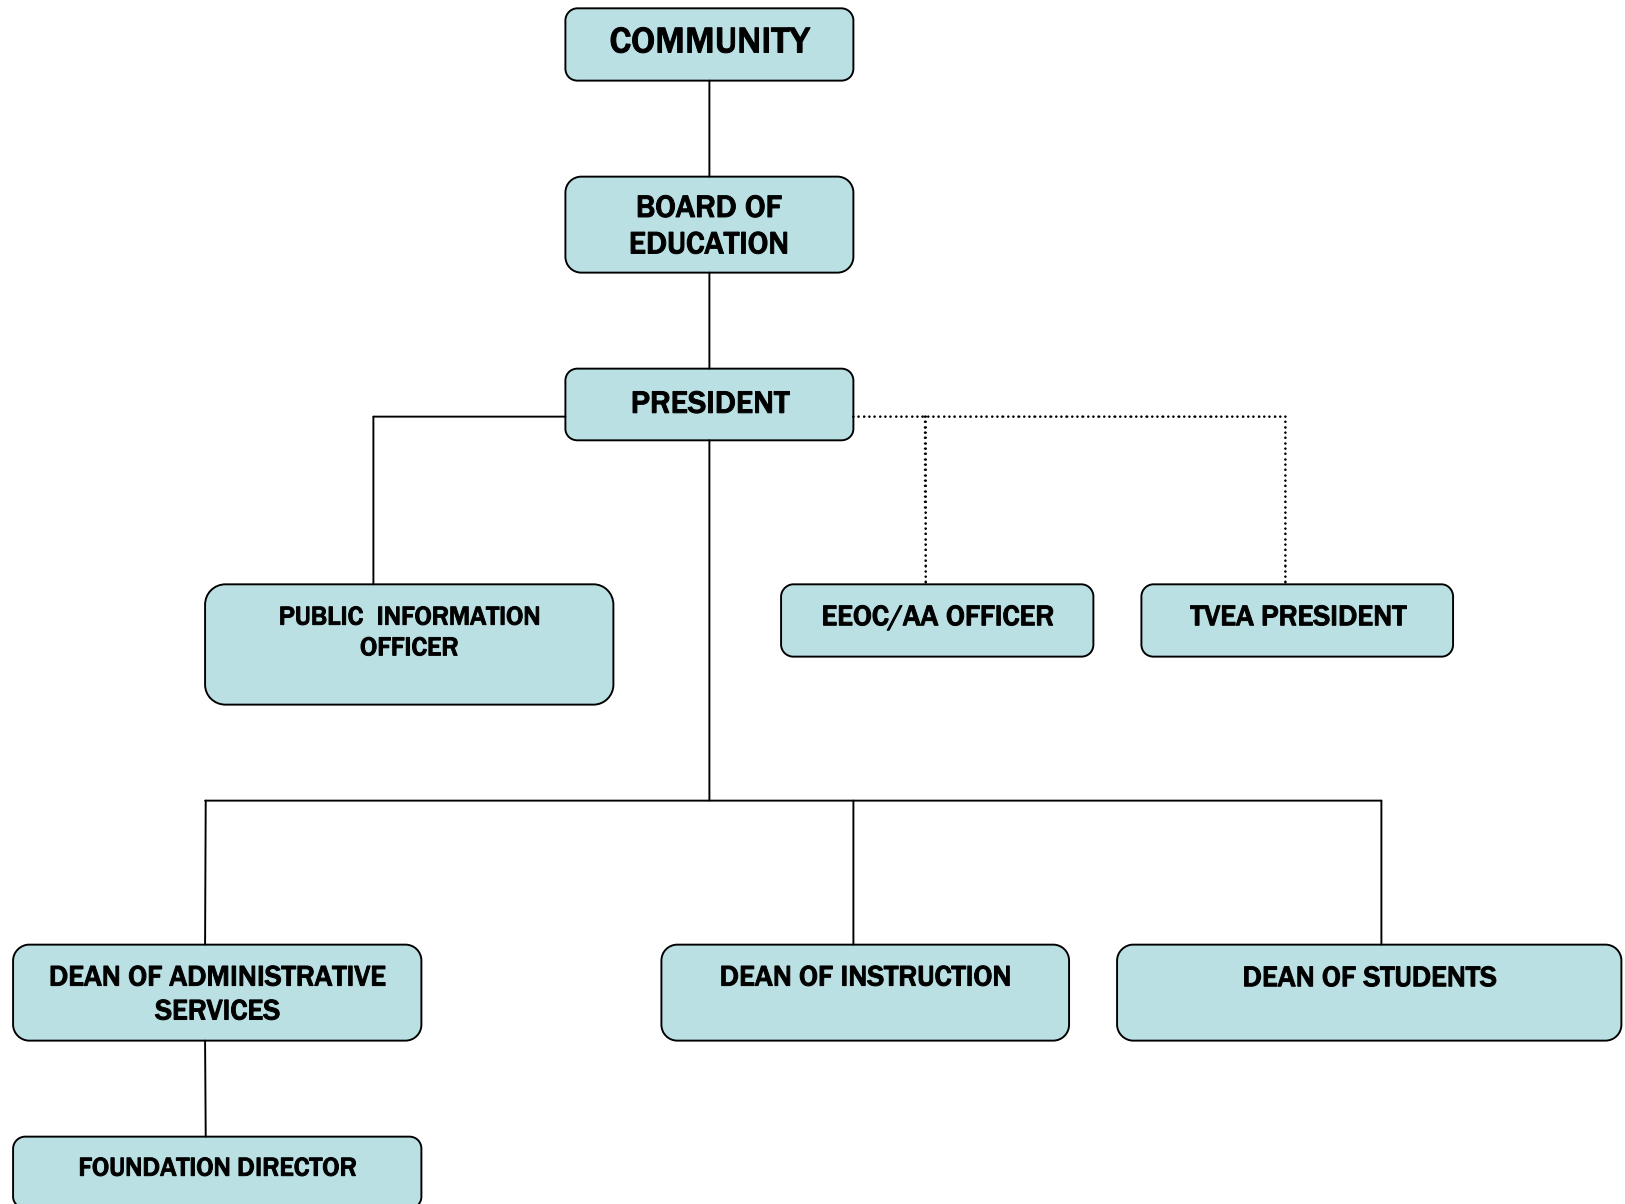 COMMUNITY
BOARD OF
EDUCATION
PRESIDENT
PUBLIC  INFORMATION
OFFICER
EEOC/AA OFFICER
TVEA PRESIDENT
DEAN OF ADMINISTRATIVE
SERVICES
DEAN OF INSTRUCTION
DEAN OF STUDENTS
FOUNDATION DIRECTOR